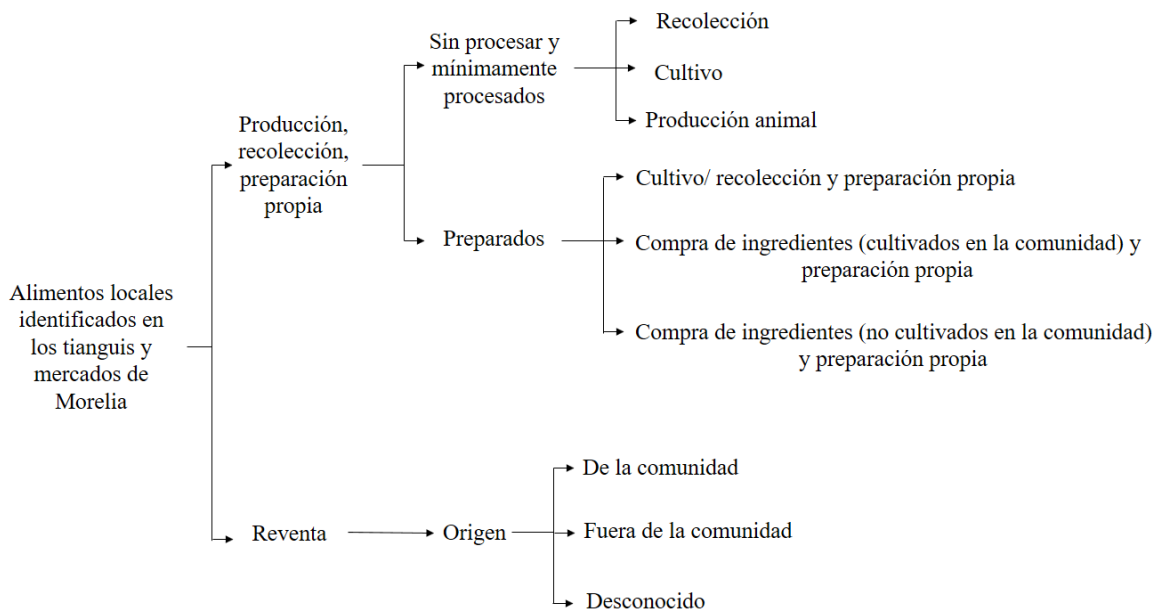 Alimentos locales
identificados en
los tianguis y
mercados de
Morelia
Producción,
recolección,
preparación
propia
Sin procesar y
mínimamente
procesados
Recolección
Cultivo
Producción animal
Preparados
Cultivo/ recolección y preparación propia
Compra de ingredientes (cultivados en la comunidad) y
preparación propia
Compra de ingredientes (no cultivados en la comunidad)
y preparación propia
Reventa
Origen
De la comunidad
Fuera de la comunidad
Desconocido